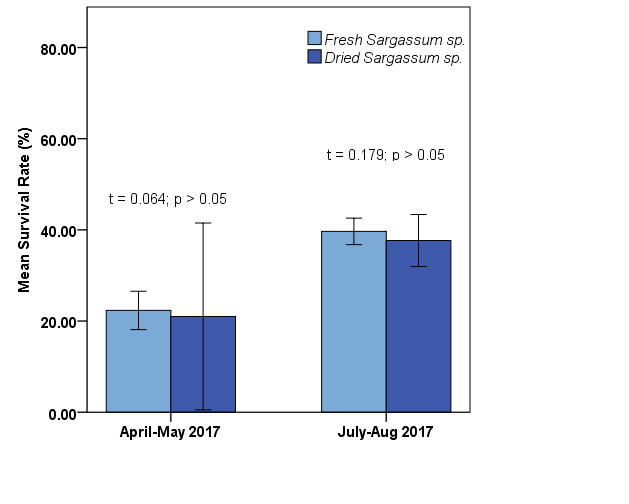 Fresh Sargassum sp.
Dried Sargassum sp.
80.00
60.00
40.00
20.00
0.00
Mean Survival Rate (%)
t = 0.064; p > 0.05
t = 0.179; p > 0.05
April-May 2017
July-Aug 2017